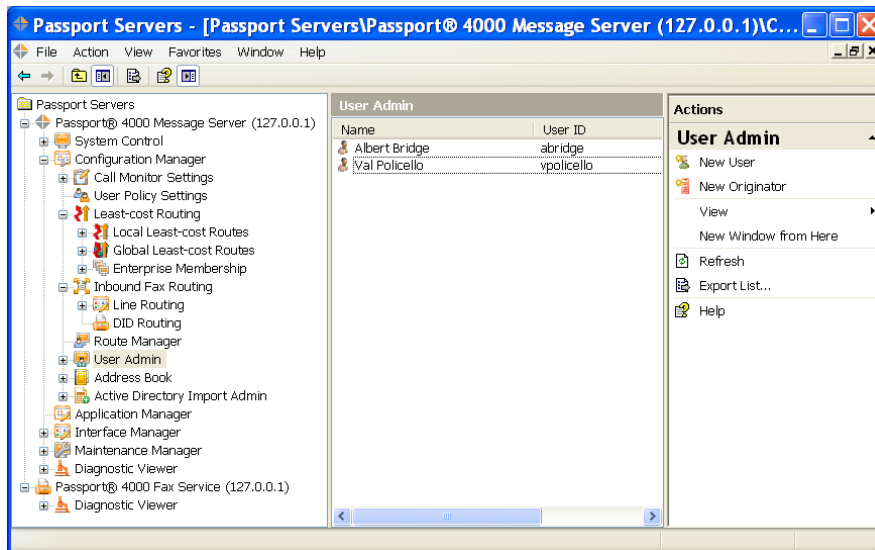 Passport Servers - [Passport Servers\Passport® 4000 Message Server (127.0.0.1)\C...
File Action View Favorites Window Help
Passport Servers
Passport® 4000 Message Server (127.0.0.1)
System Control
Configuration Manager
Call Monitor Settings
User Policy Settings
Least-cost Routing
Local Least-cost Routes
Global Least-cost Routes
Enterprise Membership
Inbound Fax Routing
Line Routing
DID Routing
Route Manager
User Admin
Address Book
Active Directory Import Admin
Application Manager
Interface Manager
Maintenance Manager
Diagnostic Viewer
Passport® 4000 Fax Service (127.0.0.1)
Diagnostic Viewer
User Admin
Name User ID
Albert Bridge abridge
Val Policello vpolicello
Actions
User Admin
New User
New Originator
View
New Window from Here
Refresh
Export List...
Help